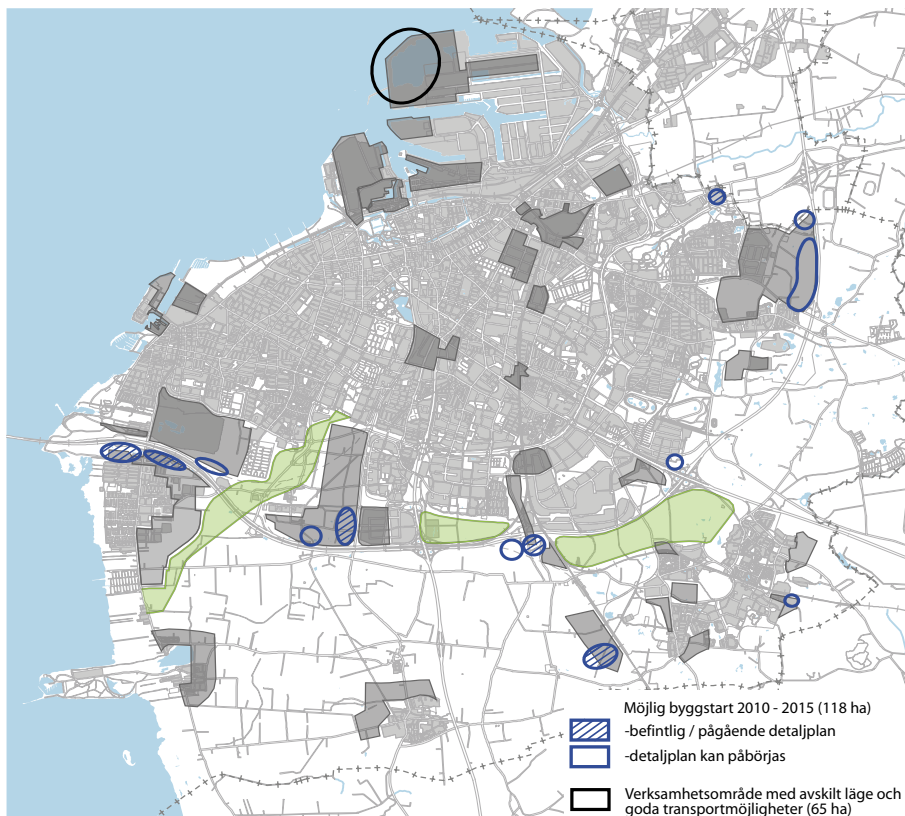 Möjlig byggstart 2010 - 2015 (118 ha)
-befintlig / pågående detaljplan
-detaljplan kan påbörjas
Verksamhetsområde med avskilt läge och
goda transportmöjligheter (65 ha)